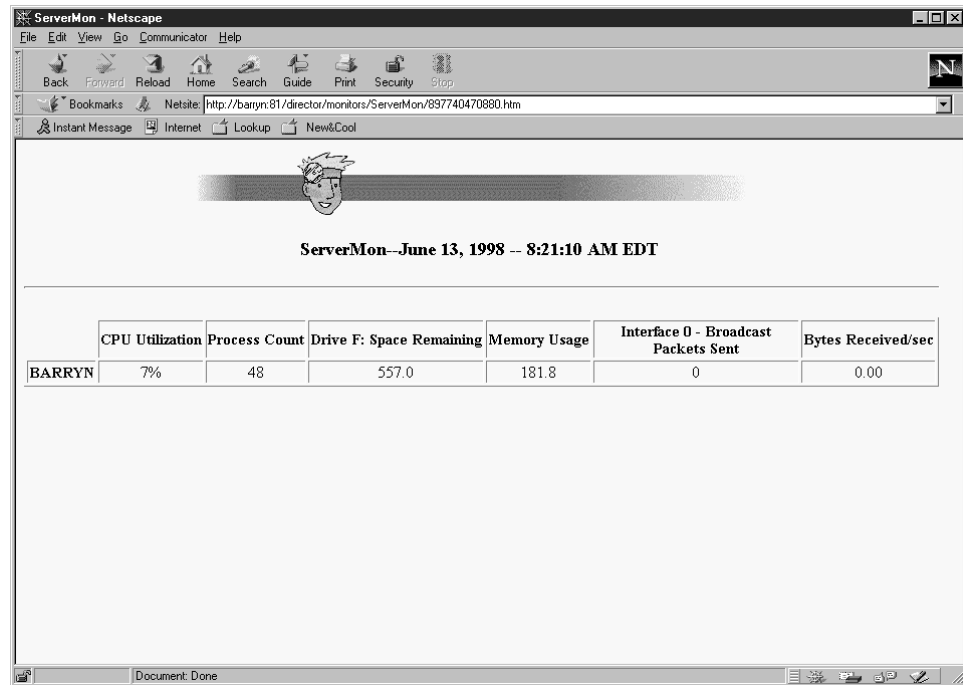 ServerMon - Netscape
File Edit View Go Communicator Help
Back Forward Reload Home Search Guide Print Security Stop
N
Bookmarks Netsite: http://barryn:81/director/monitors/ServerMon/897740470880.htm
Instant Message Internet Lookup New&Cool
ServerMon--June 13, 1998 -- 8:21:10 AM EDT
CPU Utilization Process Count Drive F: Space Remaining Memory Usage Interface 0 - Broadcast Packets Sent Bytes Received/sec
BARRYN 7% 48 557.0 181.8 0 0.00
Document: Done